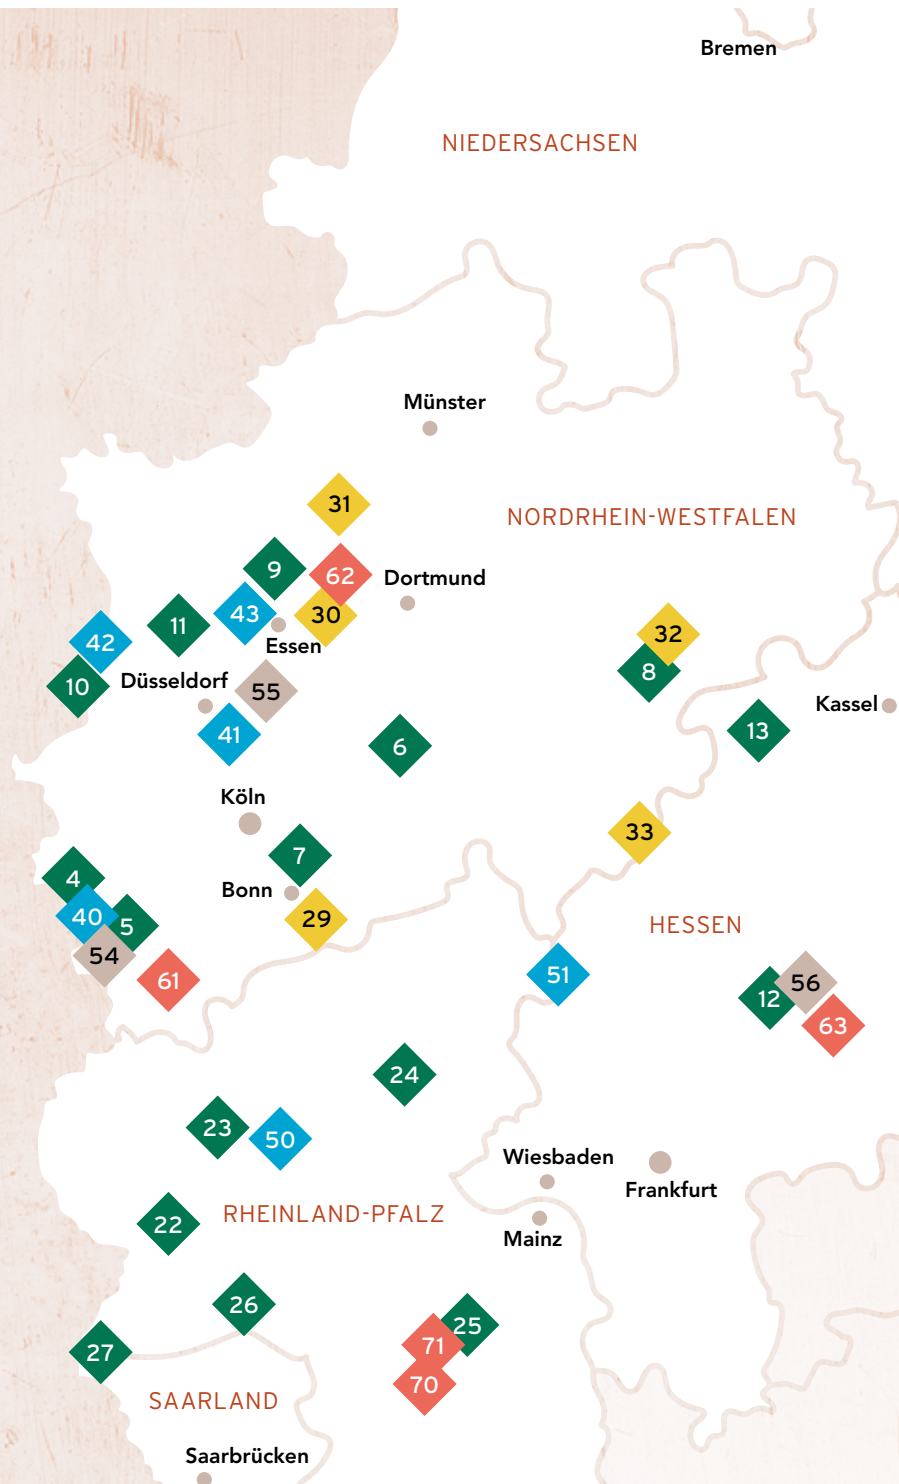 Bremen
NIEDERSACHSEN
Münster
31
NORDRHEIN-WESTFALEN
9
62
Dortmund
43
30
11
Essen
42
32
8
10
Düsseldorf
55
Kassel
41
6
13
Köln
33
7
4
Bonn
29
40
5
HESSEN
54
61
51
12
56
63
24
23
50
Wiesbaden
Frankfurt
22
RHEINLAND-PFALZ
Mainz
26
25
71
27
70
SAARLAND
Saarbrücken